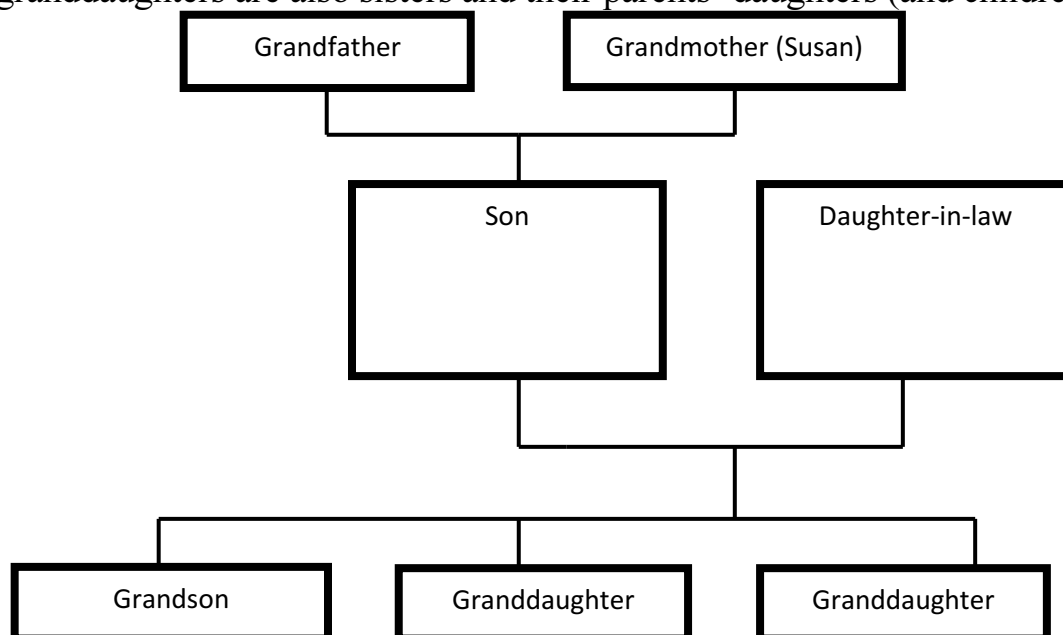 granddaughters are also sisters and their parents' daughters (and childre
Grandfather Grandmother (Susan)
Son Daughter-in-law
Grandson Granddaughter Granddaughter